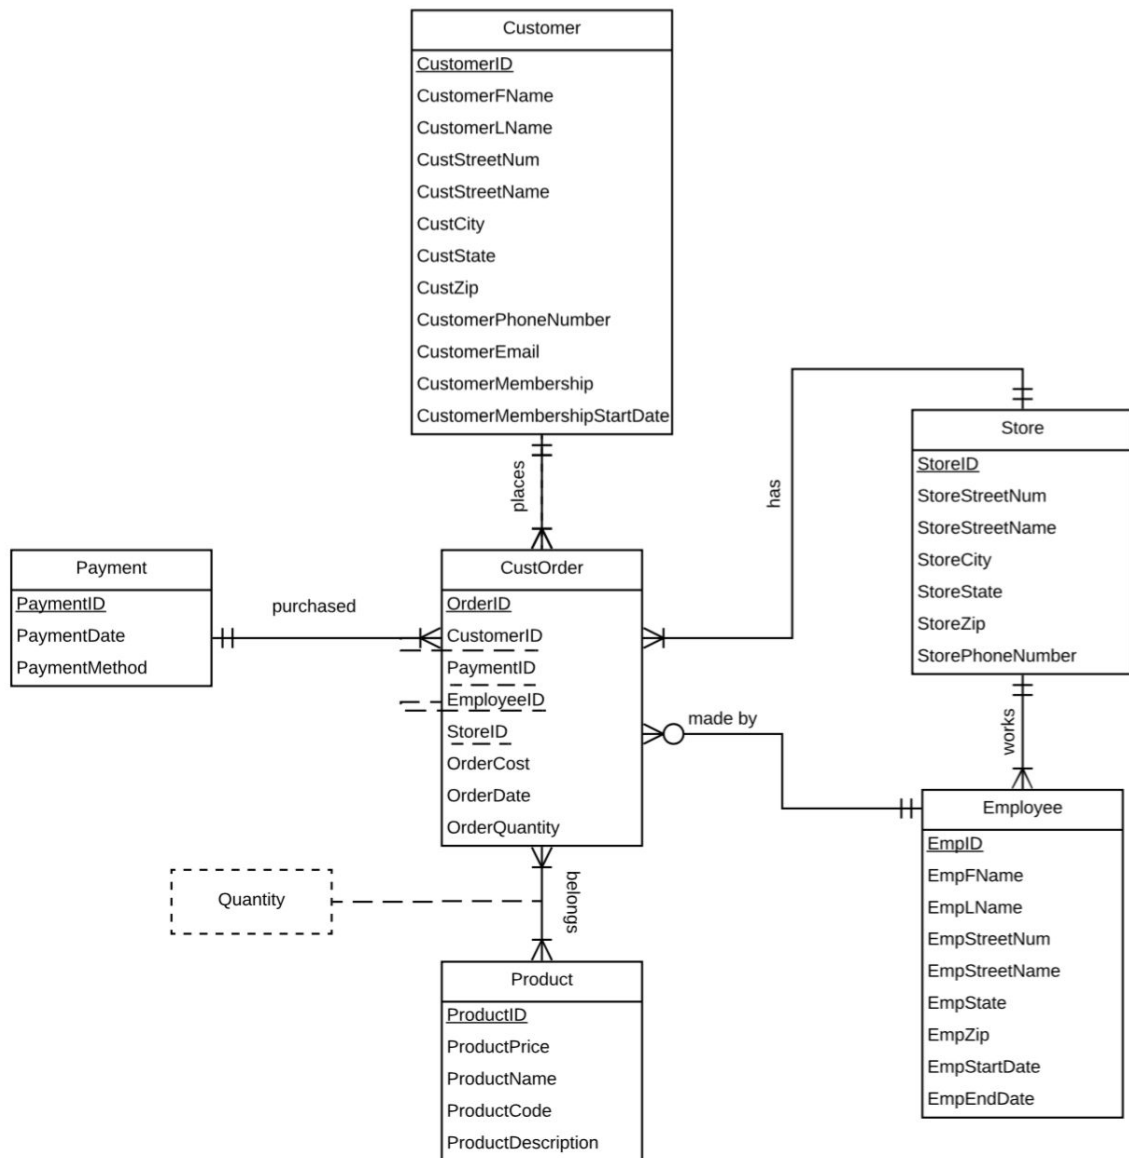 Customer
CustomerID
CustomerFName
CustomerLName
CustStreetNum
CustStreetName
CustCity
CustState
CustZip
CustomerPhoneNumber
CustomerEmail
CustomerMembership
CustomerMembershipStartDate
places
has
Store
StoreID
StoreStreetNum
StoreStreetName
StoreCity
StoreState
StoreZip
StorePhoneNumber
Payment
PaymentID
PaymentDate
PaymentMethod
purchased
CustOrder
OrderID
CustomerID
PaymentID
EmployeeID
StoreID
OrderCost
OrderDate
OrderQuantity
made by
works
Employee
EmpID
EmpFName
EmpLName
EmpStreetNum
EmpStreetName
EmpState
EmpZip
EmpStartDate
EmpEndDate
Quantity
belongs
Product
ProductID
ProductPrice
ProductName
ProductCode
ProductDescription